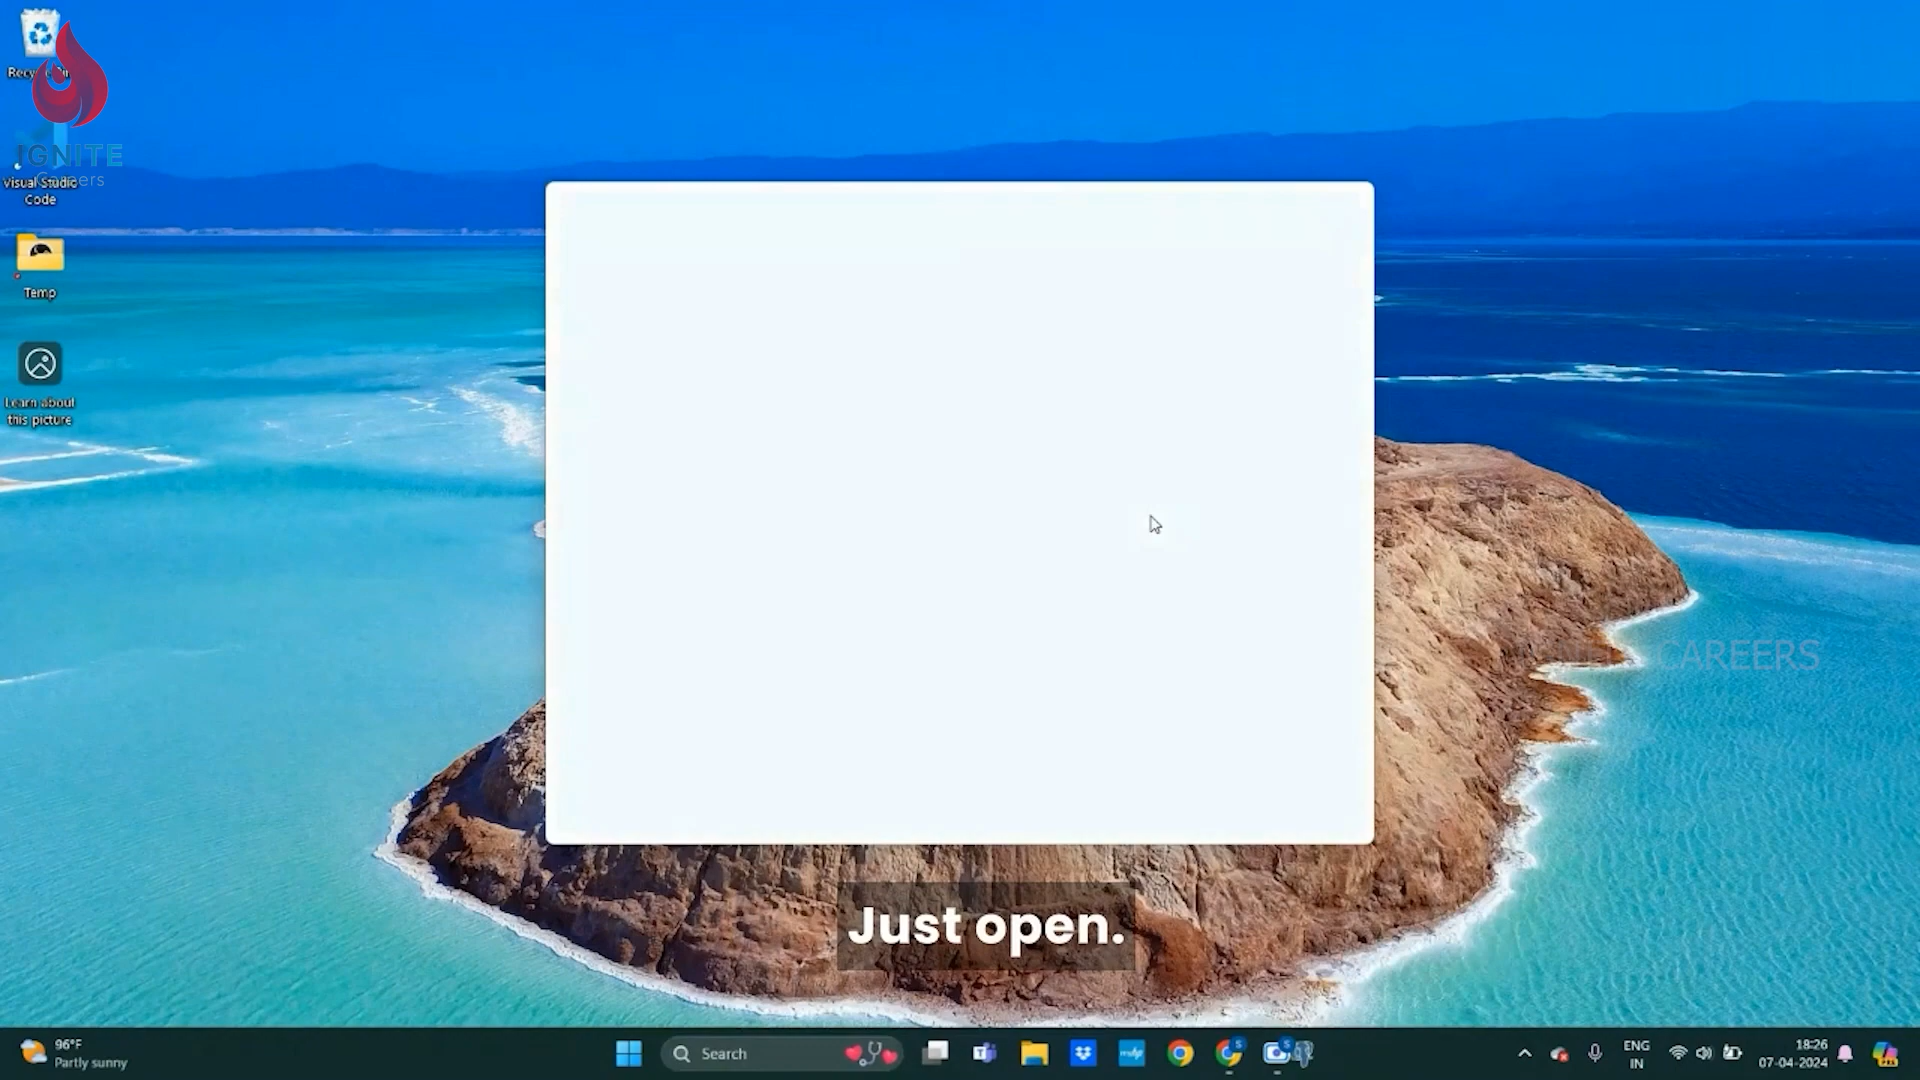 IGNITE
Careers
Visual Studio
Code
Temp
Learn about
this picture
CAREERS
Just open.
96°F
Partly sunny
Search
ENG
IN
18:26
07-04-2024